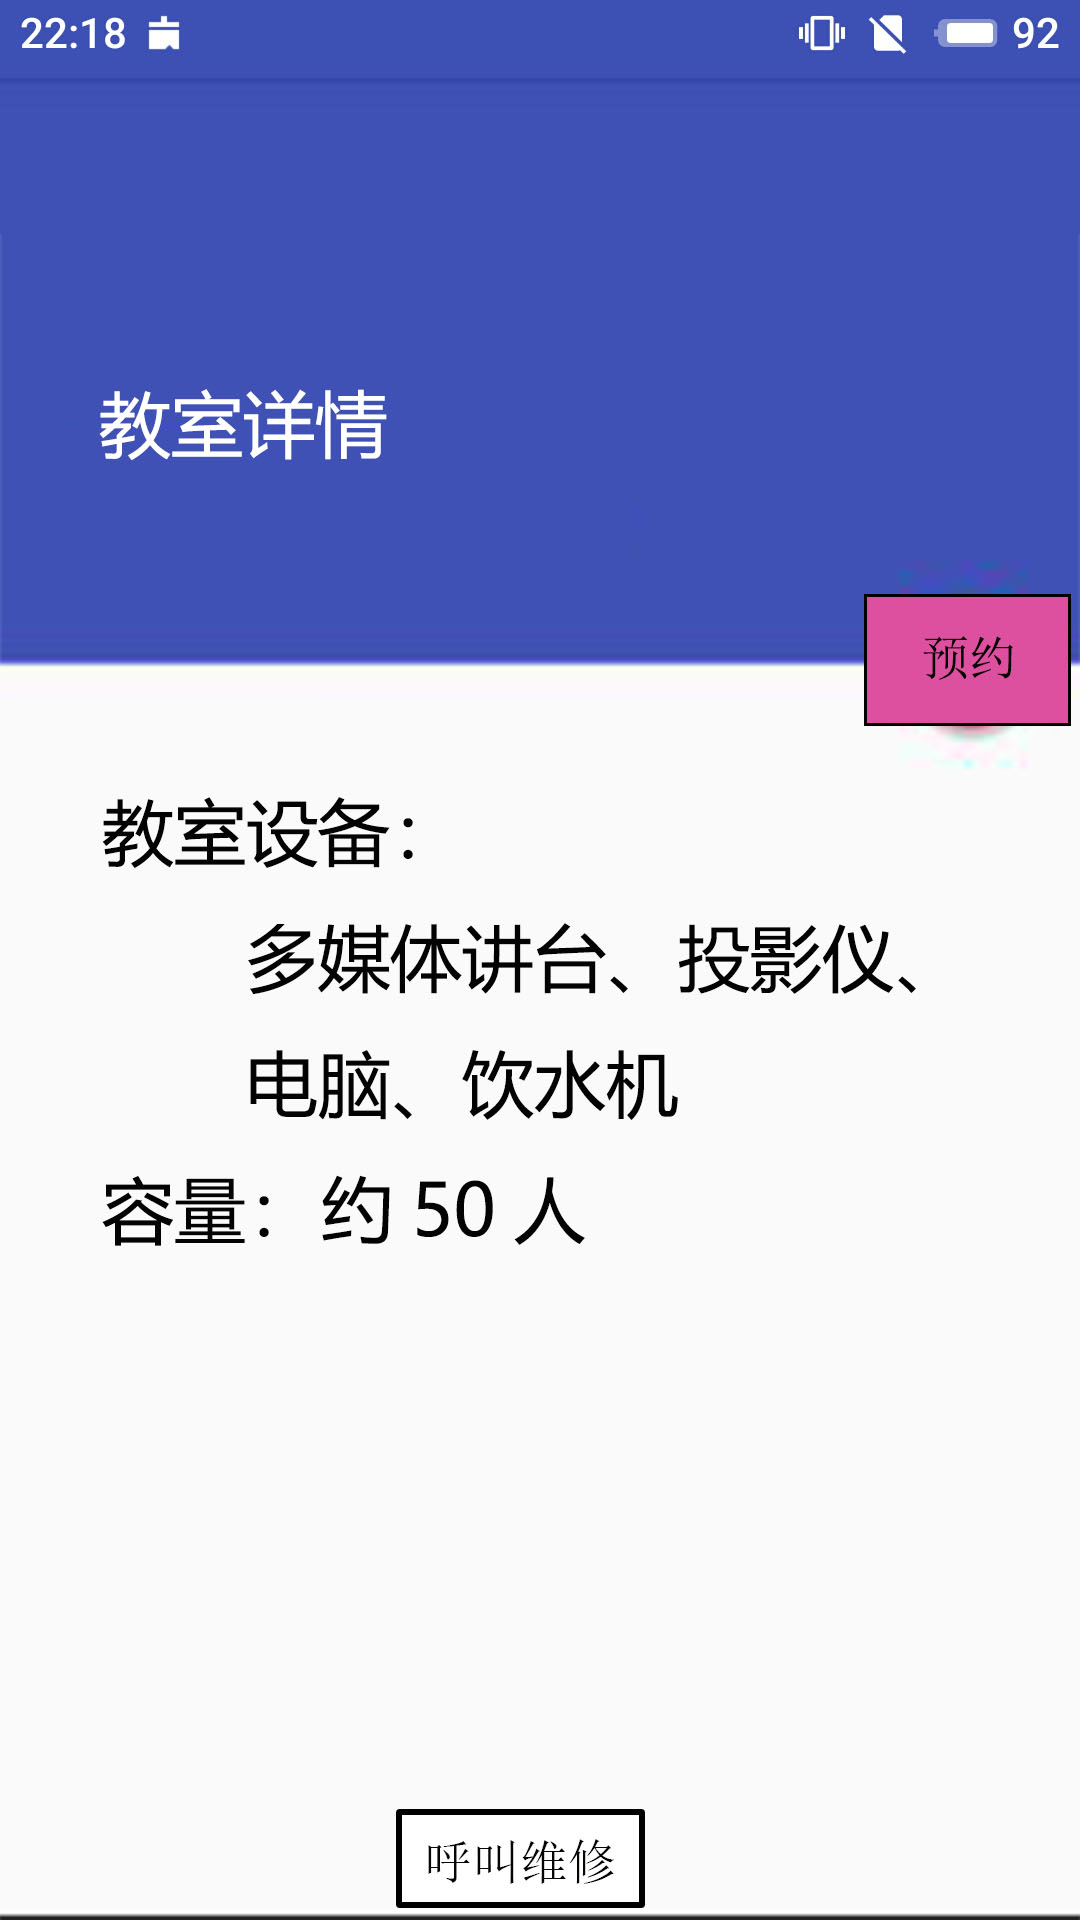 22:18 92
教室详情
预约
教室设备：
多媒体讲台、投影仪、
电脑、饮水机
容量：约 50 人
呼叫维修